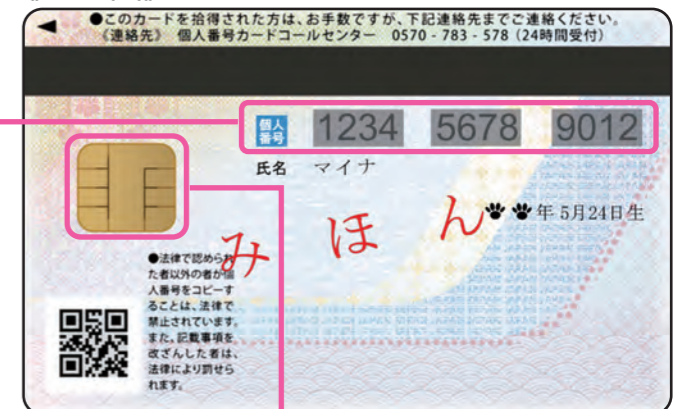 ●このカードを拾得された方は、お手数ですが、下記連絡先までご連絡ください。
《連絡先》 個人番号カードコールセンター 0570-783-578(24時間受付)
個人番号 1234 5678 9012
氏名 マイナ
年 5月24日生
みほん
●法律で認められ
た者以外の者が個
人番号をコピーす
ることは、法律で
禁止されています。
また、記載事項を
改ざんした者は、
法律により罰せら
れます。